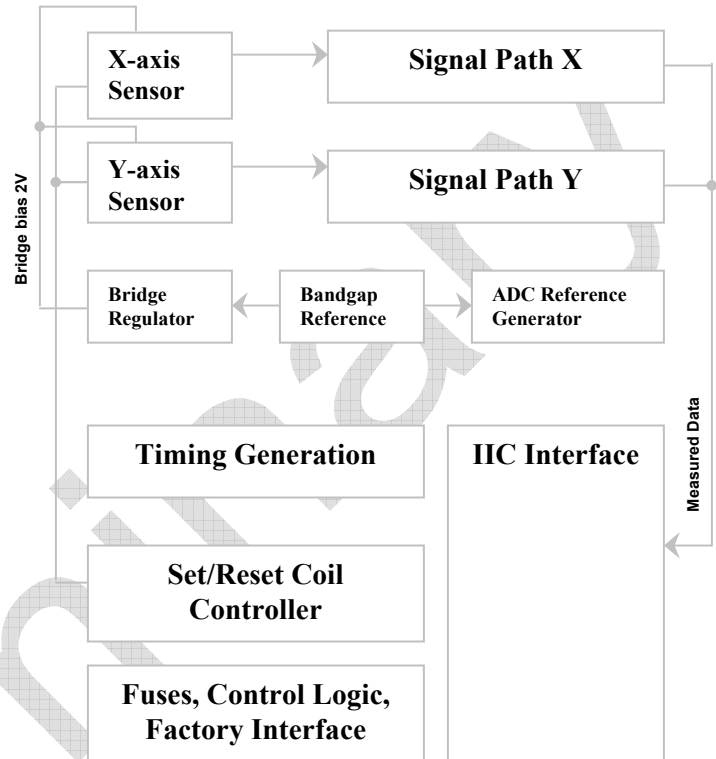 X-axis
Sensor
Signal Path X
Y-axis
Sensor
Signal Path Y
Bridge bias 2V
Bridge
Regulator
Bandgap
Reference
ADC Reference
Generator
Timing Generation
IIC Interface
Measured Data
Set/Reset Coil
Controller
Fuses, Control Logic,
Factory Interface